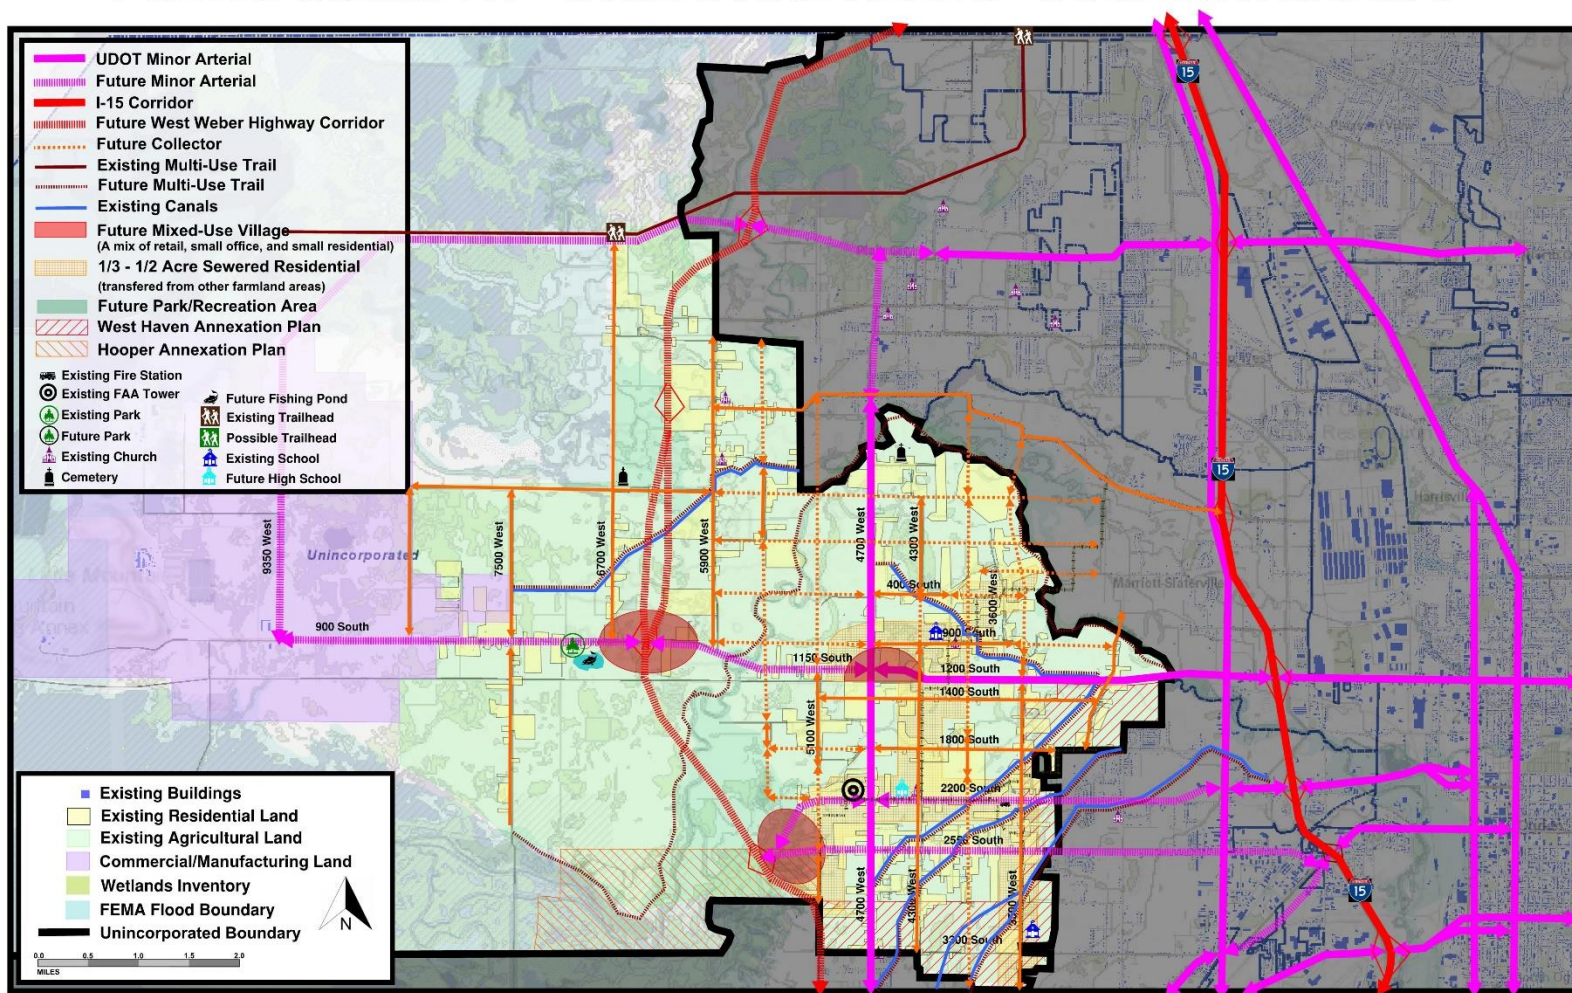 UDOT Minor Arterial
Future Minor Arterial
I-15 Corridor
Future West Weber Highway Corridor
Future Collector
Existing Multi-Use Trail
Future Multi-Use Trail
Existing Canals
Future Mixed-Use Village
(A mix of retail, small office, and small residential)
1/3 - 1/2 Acre Sewered Residential
(transfered from other farmland areas)
Future Park/Recreation Area
West Haven Annexation Plan
Hooper Annexation Plan
Existing Fire Station
Existing FAA Tower
Existing Park
Future Park
Existing Church
Cemetery
Future Fishing Pond
Existing Trailhead
Possible Trailhead
Existing School
Future High School
15
15
15
Unincorporated
9350 West
7500 West
6700 West
5900 West
4700 West
4300 West
3600 West
400 South
900 South
900 South
1150 South
1200 South
1400 South
5100 West
1800 South
2200 South
4700 West
3300 South
Marriott-Slaterville
Existing Buildings
Existing Residential Land
Existing Agricultural Land
Commercial/Manufacturing Land
Wetlands Inventory
FEMA Flood Boundary
Unincorporated Boundary
N
0.0 0.5 1.0 1.5 2.0
MILES